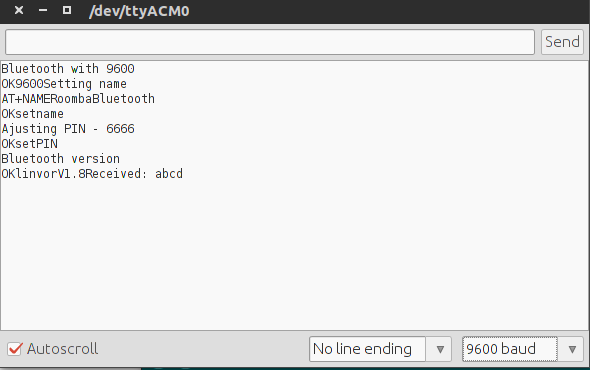 /dev/ttyACM0
Send
Bluetooth with 9600
OK9600Setting name
AT+NAMERoombaBluetooth
OKsetname
Ajusting PIN - 6666
OKsetPIN
Bluetooth version
OKlinvorV1.8Received: abcd
Autoscroll
No line ending
9600 baud